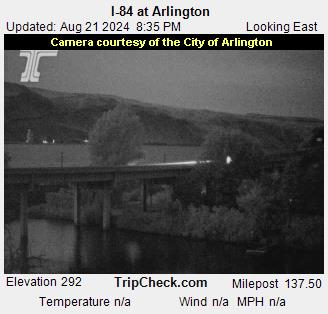 I-84 at Arlington
Updated: Aug 21 2024 8:35 PM Looking East
Camera courtesy of the City of Arlington
Elevation 292 TripCheck.com Milepost 137.50
Temperature n/a Wind n/a MPH n/a